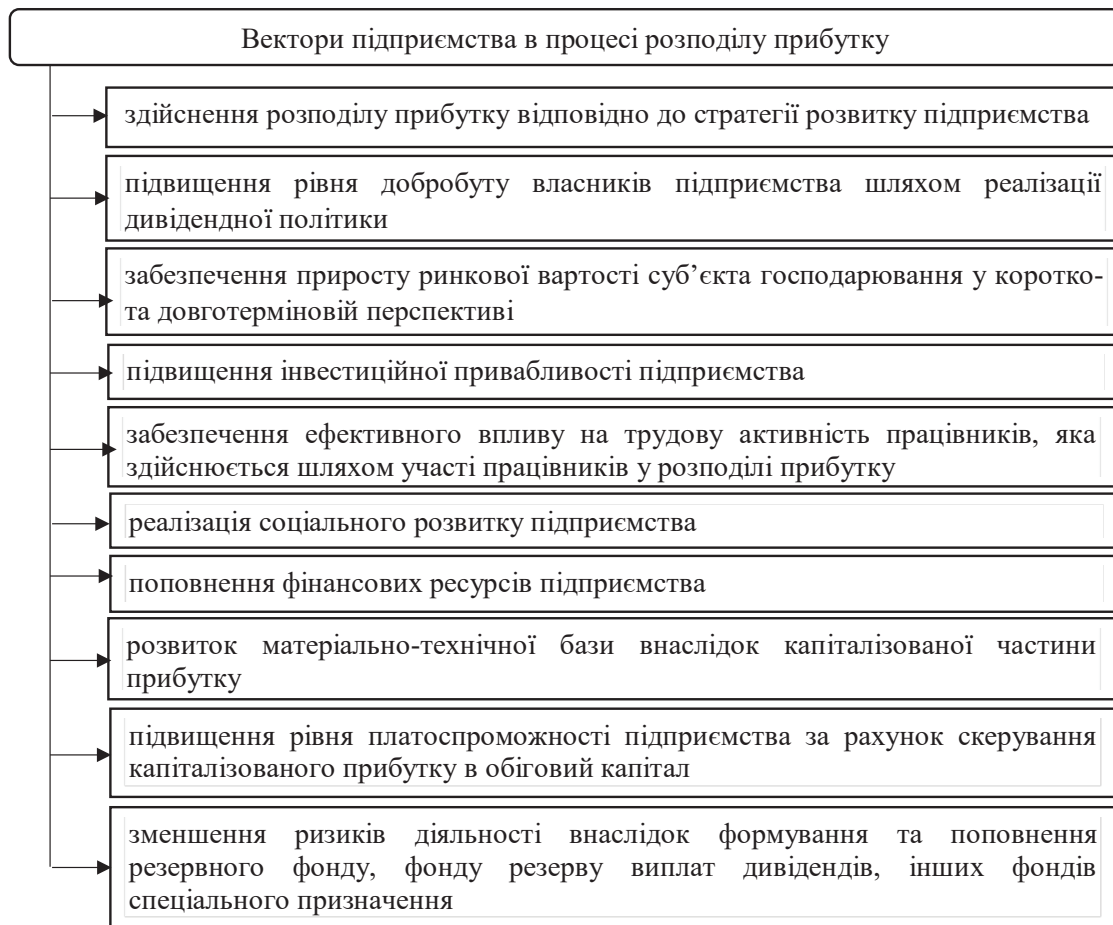 Вектори підприємства в процесі розподілу прибутку
здійснення розподілу прибутку відповідно до стратегії розвитку підприємства
підвищення рівня добробуту власників підприємства шляхом реалізації
дивідендної політики
забезпечення приросту ринкової вартості суб’єкта господарювання у коротко-
та довготерміновій перспективі
підвищення інвестиційної привабливості підприємства
забезпечення ефективного впливу на трудову активність працівників, яка
здійснюється шляхом участі працівників у розподілі прибутку
реалізація соціального розвитку підприємства
поповнення фінансових ресурсів підприємства
розвиток матеріально-технічної бази внаслідок капіталізованої частини
прибутку
підвищення рівня платоспроможності підприємства за рахунок скерування
капіталізованого прибутку в обіговий капітал
зменшення ризиків діяльності внаслідок формування та поповнення
резервного фонду, фонду резерву виплат дивідендів, інших фондів
спеціального призначення